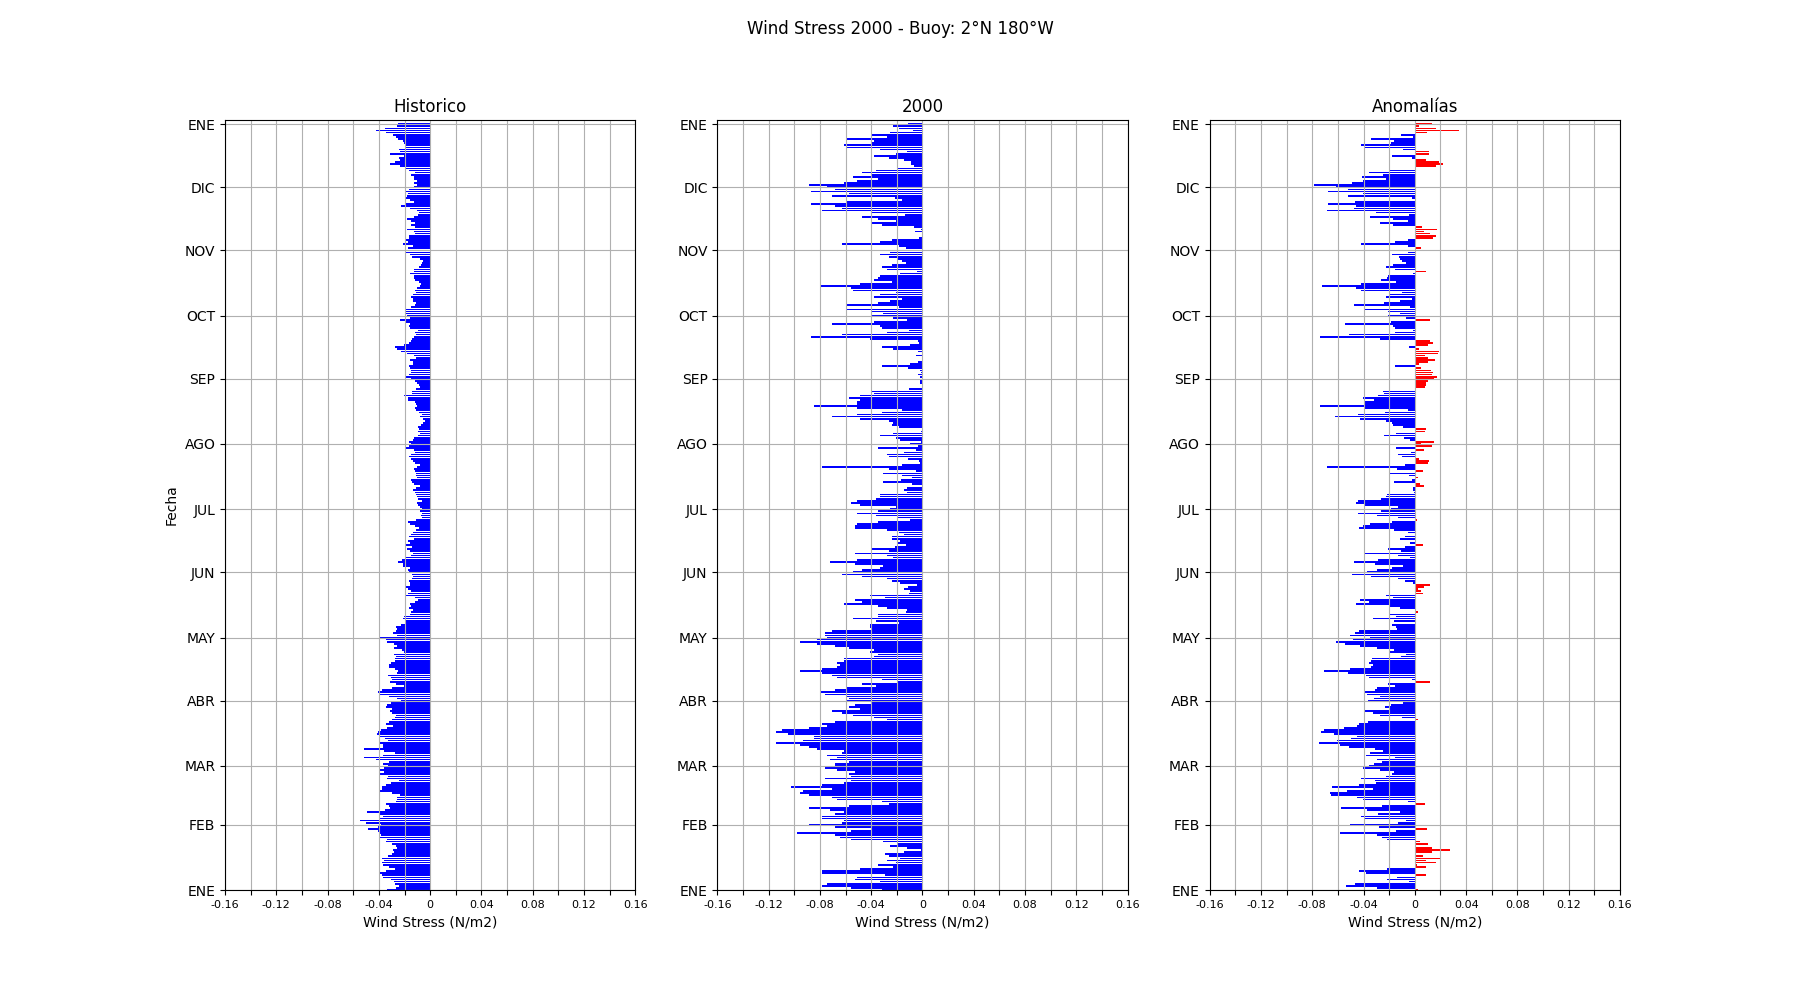 Wind Stress 2000 - Buoy: 2°N 180°W
Historico
2000
Anomalías
Fecha
ENE
DIC
NOV
OCT
SEP
AGO
JUL
JUN
MAY
ABR
MAR
FEB
ENE
-0.16 -0.12 -0.08 -0.04 0 0.04 0.08 0.12 0.16
Wind Stress (N/m2)
ENE
DIC
NOV
OCT
SEP
AGO
JUL
JUN
MAY
ABR
MAR
FEB
ENE
-0.16 -0.12 -0.08 -0.04 0 0.04 0.08 0.12 0.16
Wind Stress (N/m2)
ENE
DIC
NOV
OCT
SEP
AGO
JUL
JUN
MAY
ABR
MAR
FEB
ENE
-0.16 -0.12 -0.08 -0.04 0 0.04 0.08 0.12 0.16
Wind Stress (N/m2)